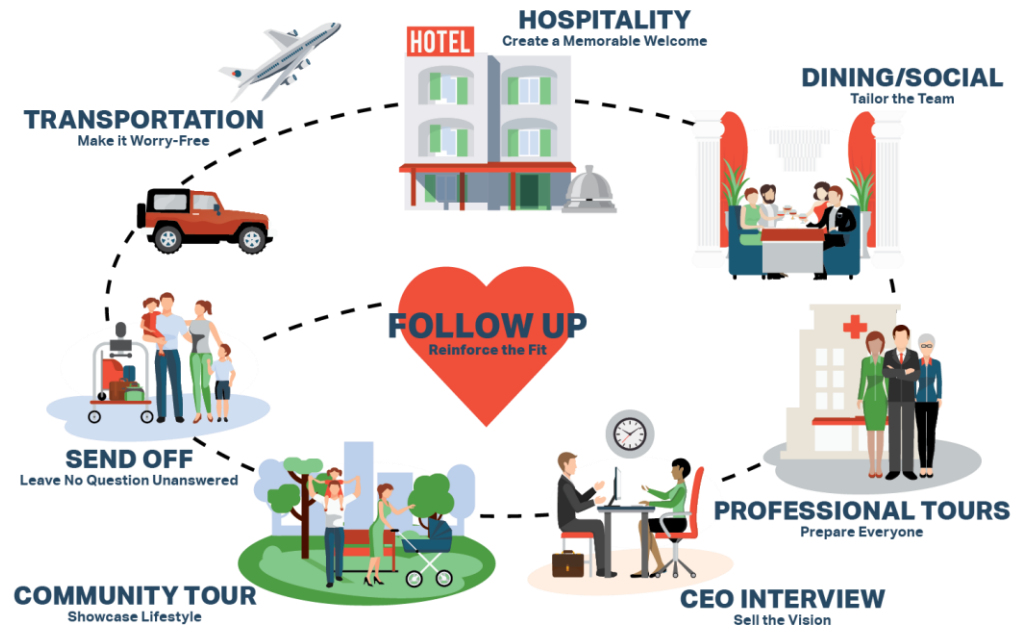 TRANSPORTATION
Make it Worry-Free
HOTEL
HOSPITALITY
Create a Memorable Welcome
DINING/SOCIAL
Tailor the Team
PROFESSIONAL TOURS
Prepare Everyone
CEO INTERVIEW
Sell the Vision
COMMUNITY TOUR
Showcase Lifestyle
SEND OFF
Leave No Question Unanswered
FOLLOW UP
Reinforce the Fit